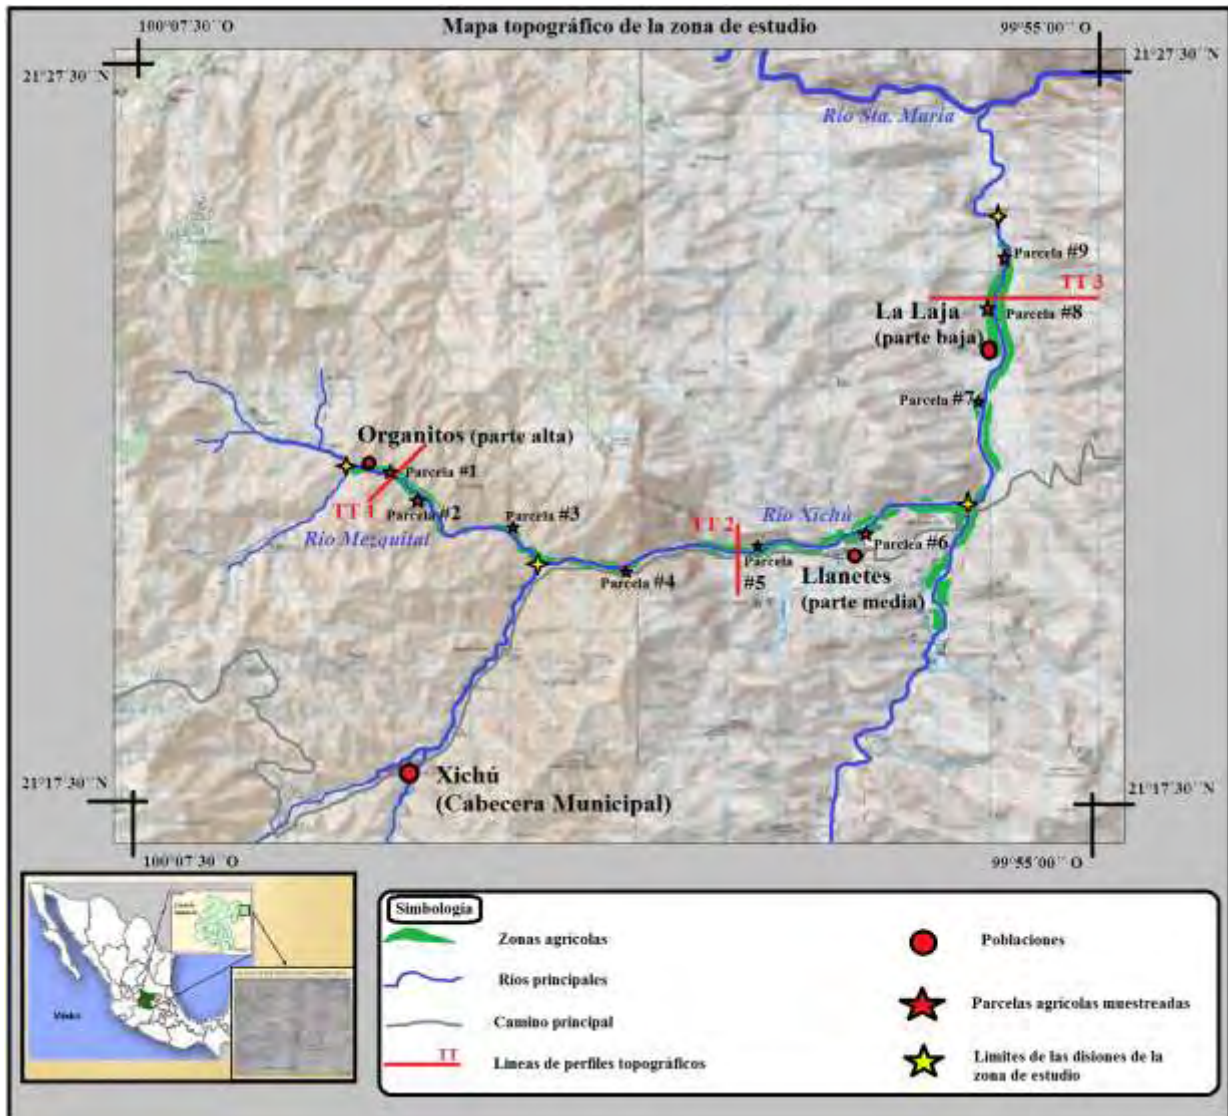 Mapa topográfico de la zona de estudio
100°07´30´´ O
99°55´00´´ O
21°27´30´´N
21°27´30´´N
Río Sta. María
Parcela #9
TT 3
La Laja
(parte baja)
Parcela #8
Parcela #7
Organitos (parte alta)
Parcela #1
TT 1
Parcela #2
Parcela #3
Río Mezquital
TT 2
Río Xichú
Parcela #6
Parcela #4
Parcela
#5
Llanetes
(parte media)
Xichú
(Cabecera Municipal)
21°17´30´´N
21°17´30´´N
100°07´30´´O
99°55´00´´ O
México
Simbología
Zonas agrícolas
Ríos principales
Camino principal
TT
Lineas de perfiles topográficos
Poblaciones
Parcelas agrícolas muestreadas
Limites de las disiones de la
zona de estudio